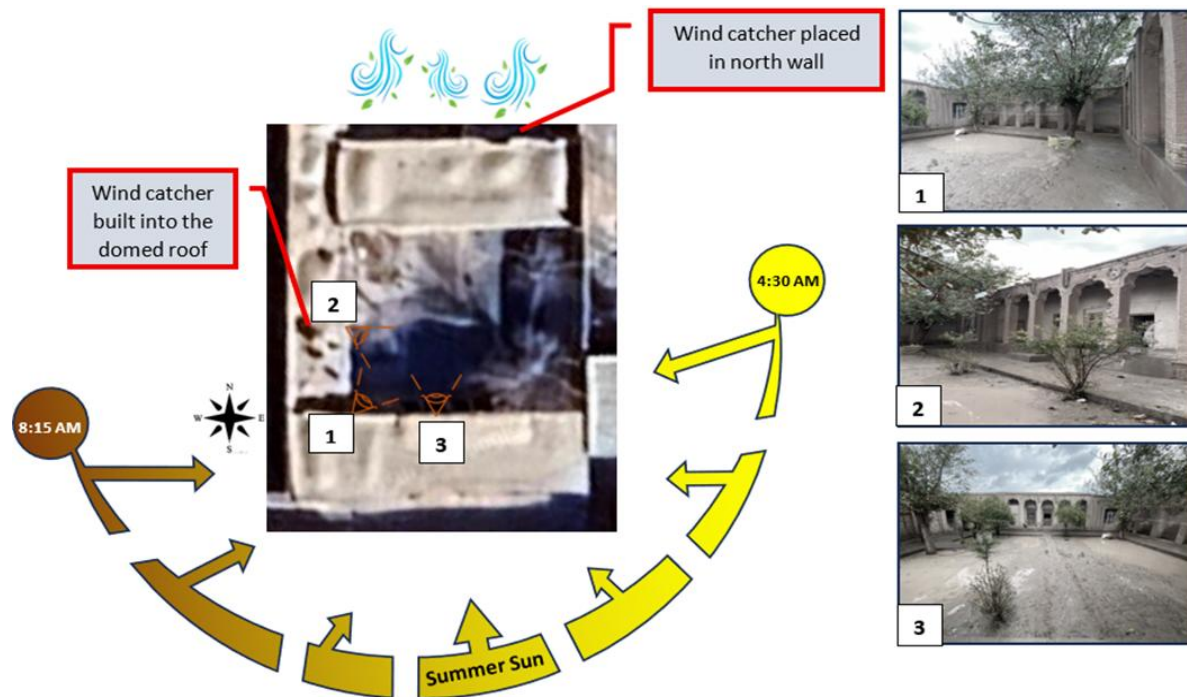 Wind catcher placed
in north wall
Wind catcher
built into the
domed roof
2
1
3
4:30 AM
8:15 AM
N
W
E
S
Summer Sun
1
2
3